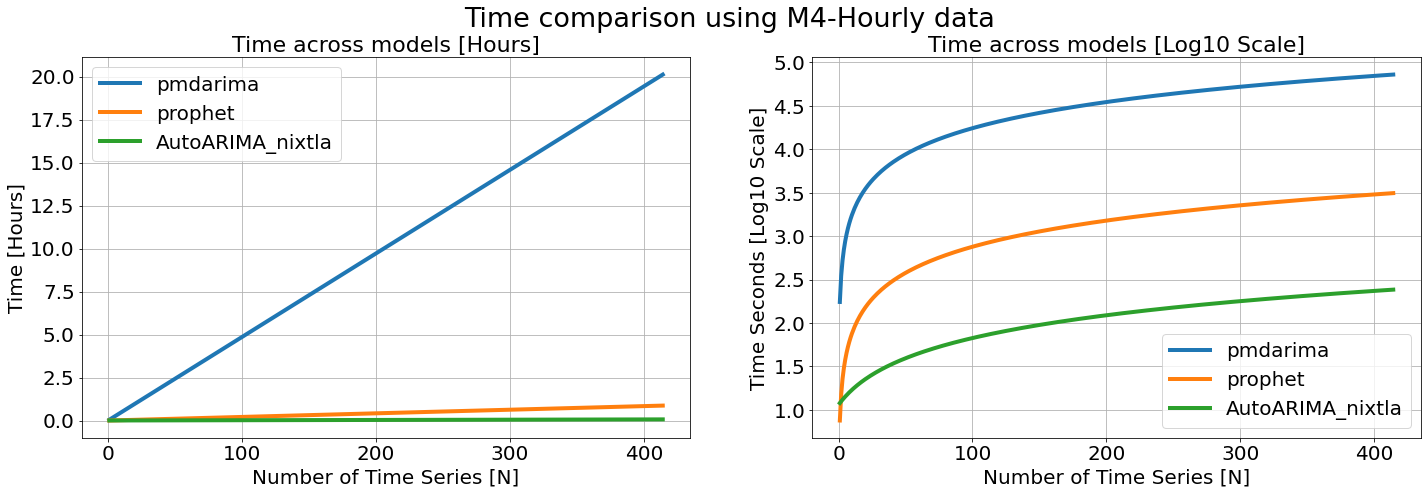 Time comparison using M4-Hourly data
Time across models [Hours]
20.0
17.5
15.0
12.5
10.0
7.5
5.0
2.5
0.0
Time [Hours]
pmdarima
prophet
AutoARIMA_nixtla
0 100 200 300 400
Number of Time Series [N]
Time across models [Log10 Scale]
5.0
4.5
4.0
3.5
3.0
2.5
2.0
1.5
1.0
Time Seconds [Log10 Scale]
pmdarima
prophet
AutoARIMA_nixtla
0 100 200 300 400
Number of Time Series [N]